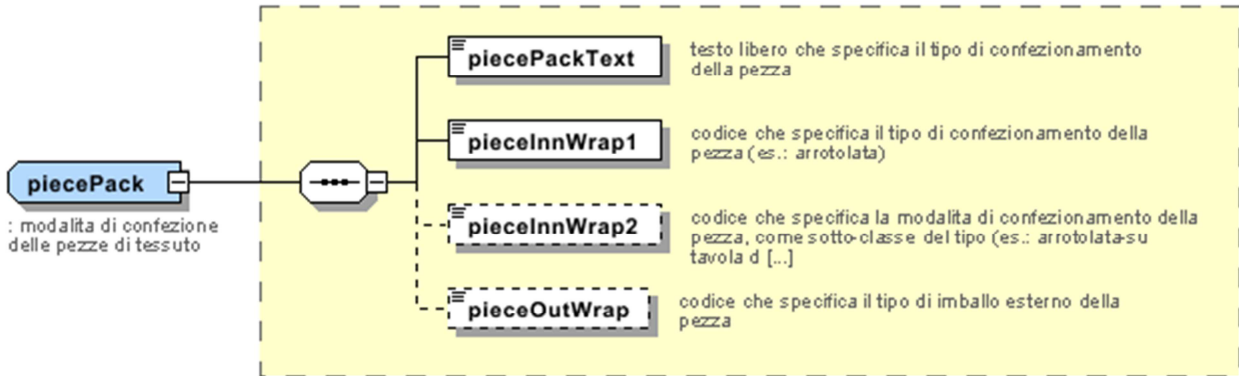 piecePackText
testo libero che specifica il tipo di confezionamento
della pezza
pieceInnWrap1
codice che specifica il tipo di confezionamento della
pezza (es.: arrotolata)
piecePack
: modalita di confezione
delle pezze di tessuto
pieceInnWrap2
codice che specifica la modalita di confezionamento della
pezza, come sotto-classe del tipo (es.: arrotolata-su
tavola d [...]
pieceOutWrap
codice che specifica il tipo di imballo esterno della
pezza